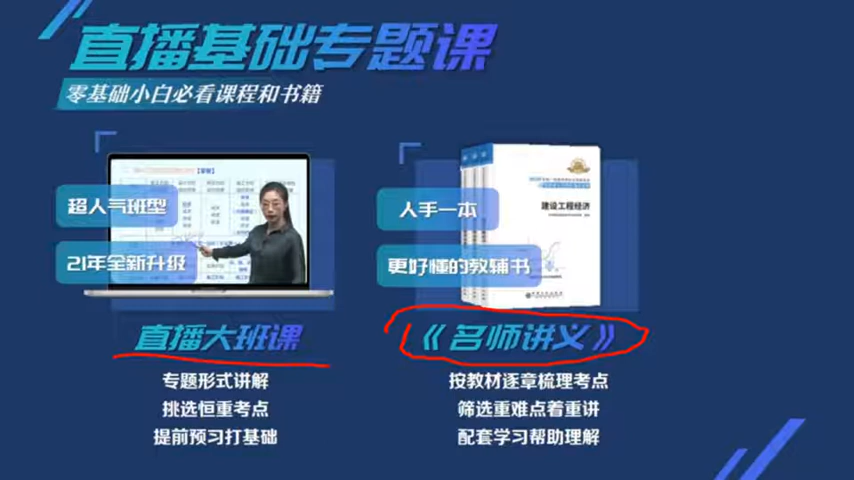 直播基础专题课
零基础小白必看课程和书籍
超人气班型
21年全新升级
直播大班课
专题形式讲解
挑选恒重考点
提前预习打基础
人手一本
更好懂的教辅书
建设工程经济
《名师讲义》
按教材逐章梳理考点
筛选重难点着重讲
配套学习帮助理解